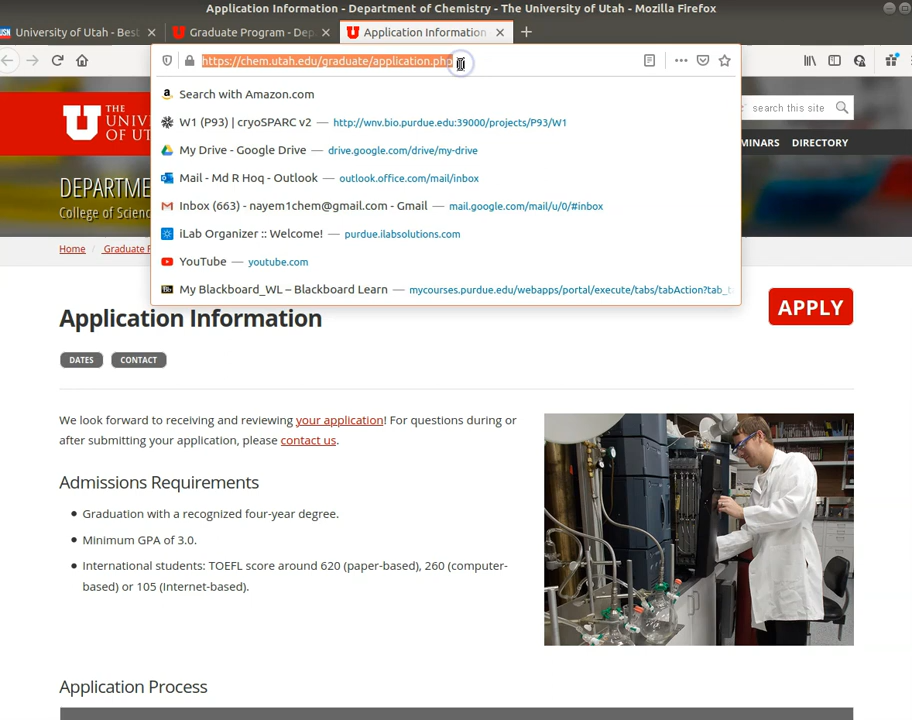 Application Information - Department of Chemistry - The University of Utah - Mozilla Firefox
USN University of Utah - Best ✕ Graduate Program - Dep ✕ Application Information ✕ +
https://chem.utah.edu/graduate/application.php
Search with Amazon.com
W1 (P93) | cryoSPARC v2 — http://wnv.bio.purdue.edu:39000/projects/P93/W1
My Drive - Google Drive — drive.google.com/drive/my-drive
Mail - Md R Hoq - Outlook — outlook.office.com/mail/inbox
Inbox (663) - nayem1chem@gmail.com - Gmail — mail.google.com/mail/u/0/#inbox
iLab Organizer :: Welcome! — purdue.ilabsolutions.com
YouTube — youtube.com
My Blackboard_WL – Blackboard Learn — mycourses.purdue.edu/webapps/portal/execute/tabs/tabAction?tab_t
THE
UNIV
OF UT
search this site
MINARS DIRECTORY
DEPARTME
College of Scienc
Home / Graduate P
Application Information
APPLY
DATES CONTACT
We look forward to receiving and reviewing your application! For questions during or
after submitting your application, please contact us.
Admissions Requirements
• Graduation with a recognized four-year degree.
• Minimum GPA of 3.0.
• International students: TOEFL score around 620 (paper-based), 260 (computer-
based) or 105 (Internet-based).
Application Process